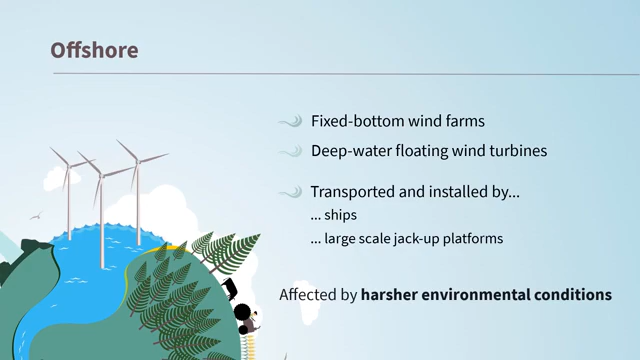 Offshore
Fixed-bottom wind farms
Deep-water floating wind turbines
Transported and installed by...
... ships
... large scale jack-up platforms
Affected by harsher environmental conditions